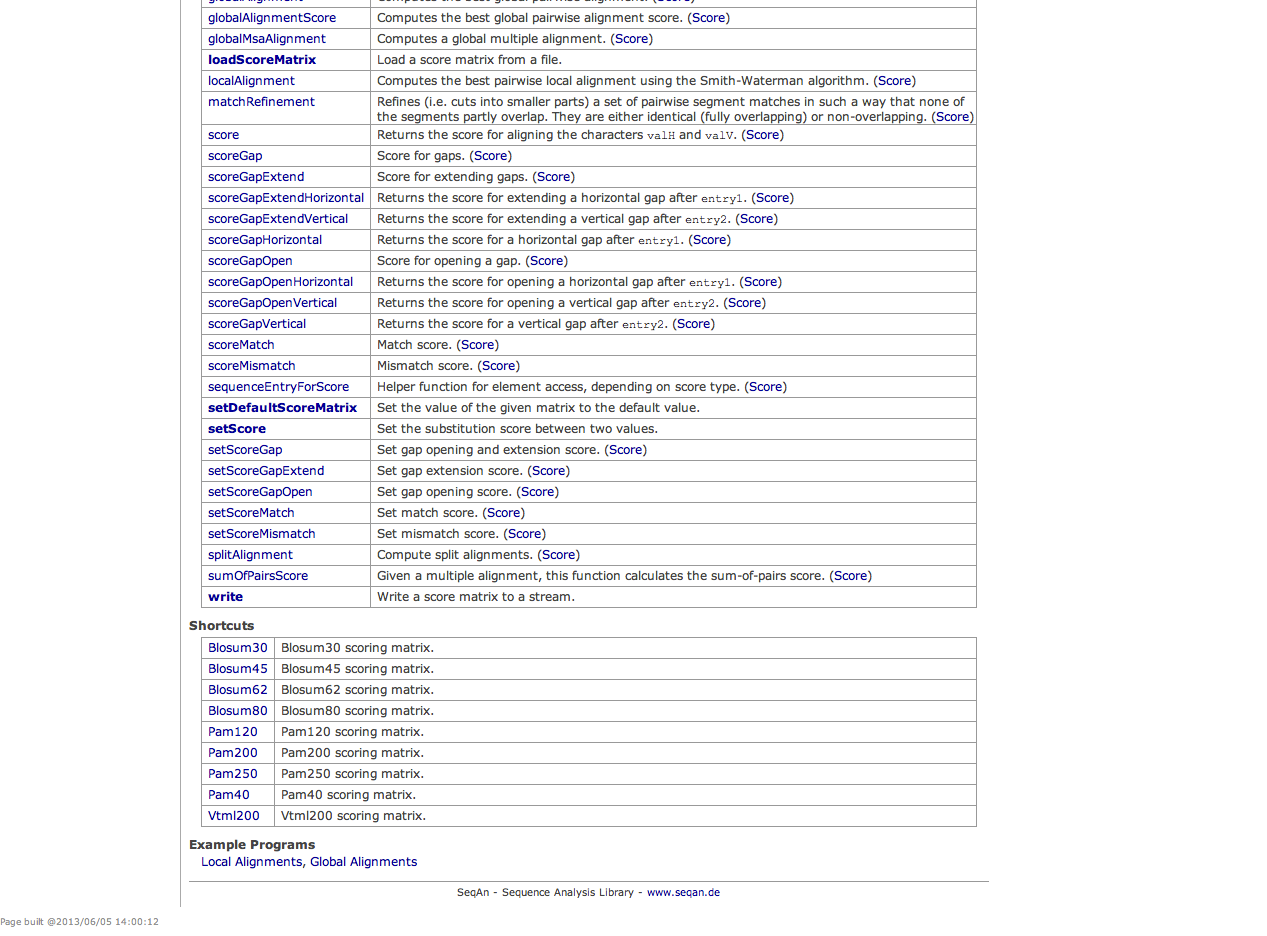 globalAlignment Computes the best global pairwise alignment. (Score)
globalAlignmentScore Computes the best global pairwise alignment score. (Score)
globalMsaAlignment Computes a global multiple alignment. (Score)
loadScoreMatrix Load a score matrix from a file.
localAlignment Computes the best pairwise local alignment using the Smith-Waterman algorithm. (Score)
matchRefinement Refines (i.e. cuts into smaller parts) a set of pairwise segment matches in such a way that none of
the segments partly overlap. They are either identical (fully overlapping) or non-overlapping. (Score)
score Returns the score for aligning the characters valH and valV. (Score)
scoreGap Score for gaps. (Score)
scoreGapExtend Score for extending gaps. (Score)
scoreGapExtendHorizontal Returns the score for extending a horizontal gap after entry1. (Score)
scoreGapExtendVertical Returns the score for extending a vertical gap after entry2. (Score)
scoreGapHorizontal Returns the score for a horizontal gap after entry1. (Score)
scoreGapOpen Score for opening a gap. (Score)
scoreGapOpenHorizontal Returns the score for opening a horizontal gap after entry1. (Score)
scoreGapOpenVertical Returns the score for opening a vertical gap after entry2. (Score)
scoreGapVertical Returns the score for a vertical gap after entry2. (Score)
scoreMatch Match score. (Score)
scoreMismatch Mismatch score. (Score)
sequenceEntryForScore Helper function for element access, depending on score type. (Score)
setDefaultScoreMatrix Set the value of the given matrix to the default value.
setScore Set the substitution score between two values.
setScoreGap Set gap opening and extension score. (Score)
setScoreGapExtend Set gap extension score. (Score)
setScoreGapOpen Set gap opening score. (Score)
setScoreMatch Set match score. (Score)
setScoreMismatch Set mismatch score. (Score)
splitAlignment Compute split alignments. (Score)
sumOfPairsScore Given a multiple alignment, this function calculates the sum-of-pairs score. (Score)
write Write a score matrix to a stream.
Shortcuts
Blosum30 Blosum30 scoring matrix.
Blosum45 Blosum45 scoring matrix.
Blosum62 Blosum62 scoring matrix.
Blosum80 Blosum80 scoring matrix.
Pam120 Pam120 scoring matrix.
Pam200 Pam200 scoring matrix.
Pam250 Pam250 scoring matrix.
Pam40 Pam40 scoring matrix.
Vtml200 Vtml200 scoring matrix.
Example Programs
Local Alignments, Global Alignments
SeqAn - Sequence Analysis Library - www.seqan.de
Page built @2013/06/05 14:00:12